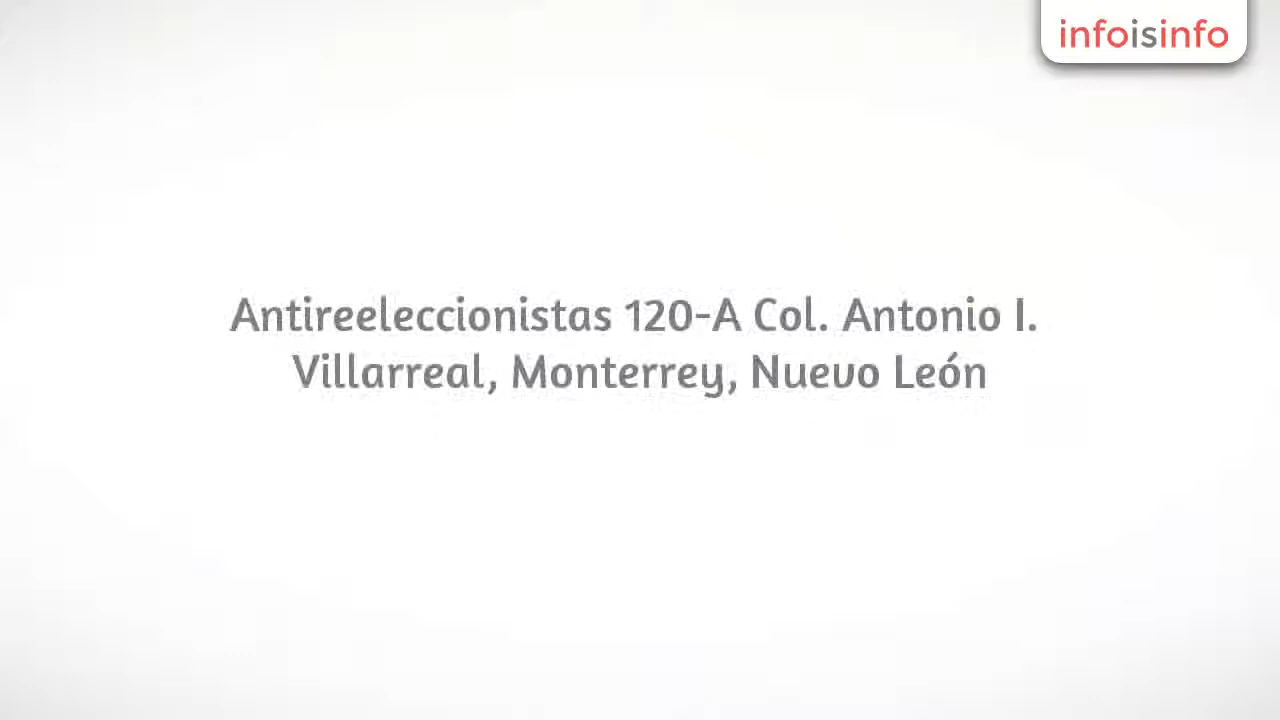 infoisinfo
Antireeleccionistas 120-A Col. Antonio I.
Villarreal, Monterrey, Nuevo León